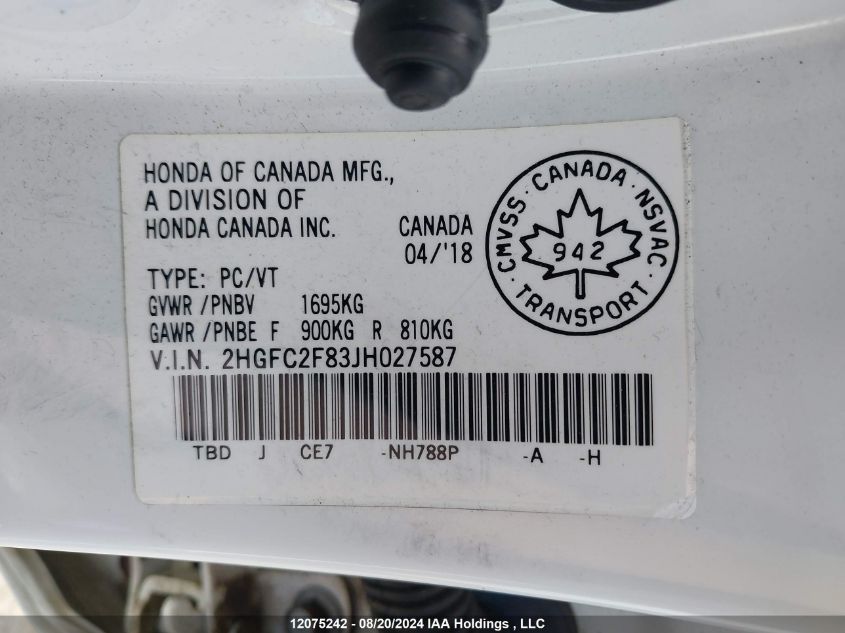 HONDA OF CANADA MFG.,
A DIVISION OF
HONDA CANADA INC. CANADA
04/'18
TYPE: PC/VT
GVWR /PNBV 1695KG
GAWR /PNBE F 900KG R 810KG
V.I.N. 2HGFC2F83JH027587
TBD J CE7 -NH788P -A -H
CMVSS · CANADA · NSVAC
942
· TRANSPORT ·
12075242 - 08/20/2024 IAA Holdings , LLC